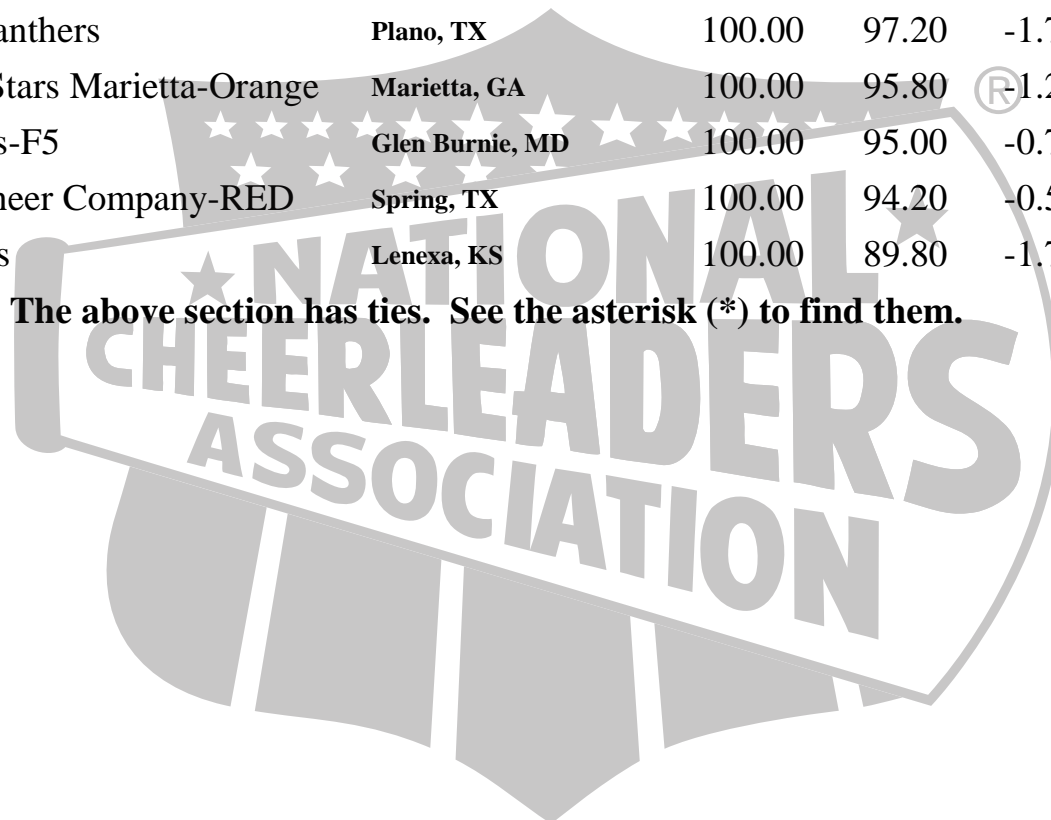 anthers Plano, TX 100.00 97.20 -1.7
Stars Marietta-Orange Marietta, GA 100.00 95.80 -1.2
s-F5 Glen Burnie, MD 100.00 95.00 -0.7
neer Company-RED Spring, TX 100.00 94.20 -0.5
s Lenexa, KS 100.00 89.80 -1.7
The above section has ties. See the asterisk (*) to find them.
NATIONAL
CHEERLEADERS
ASSOCIATION
®